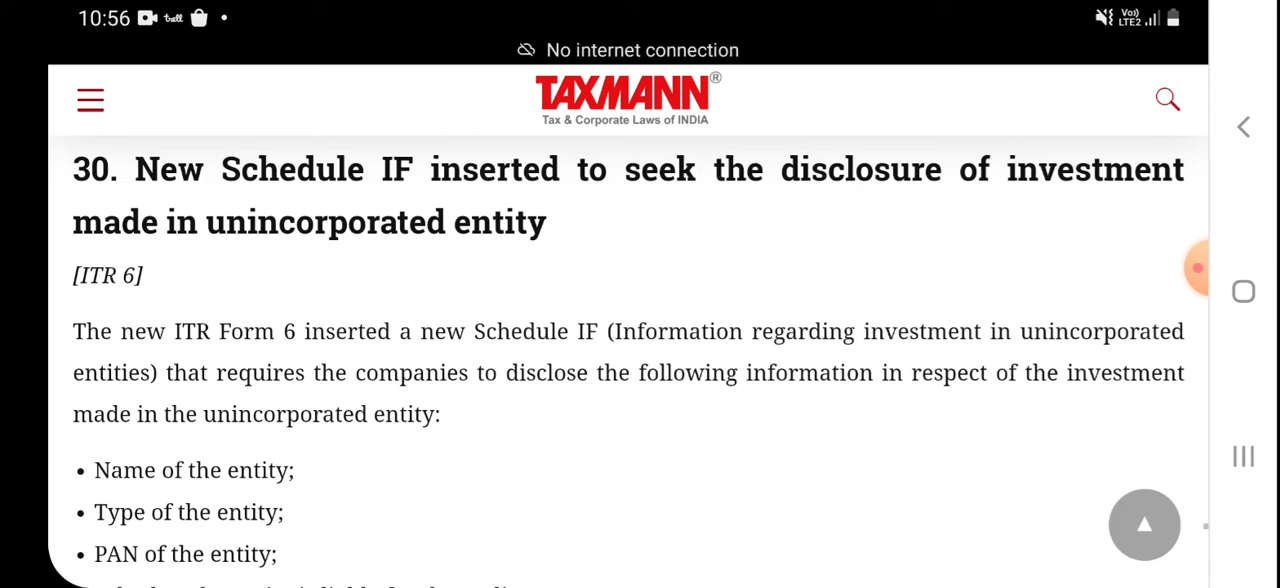 10:56 trell
Vo)) LTE2
No internet connection
TAXMANN®
Tax & Corporate Laws of INDIA
30. New Schedule IF inserted to seek the disclosure of investment
made in unincorporated entity
[ITR 6]
The new ITR Form 6 inserted a new Schedule IF (Information regarding investment in unincorporated
entities) that requires the companies to disclose the following information in respect of the investment
made in the unincorporated entity:
• Name of the entity;
• Type of the entity;
• PAN of the entity;